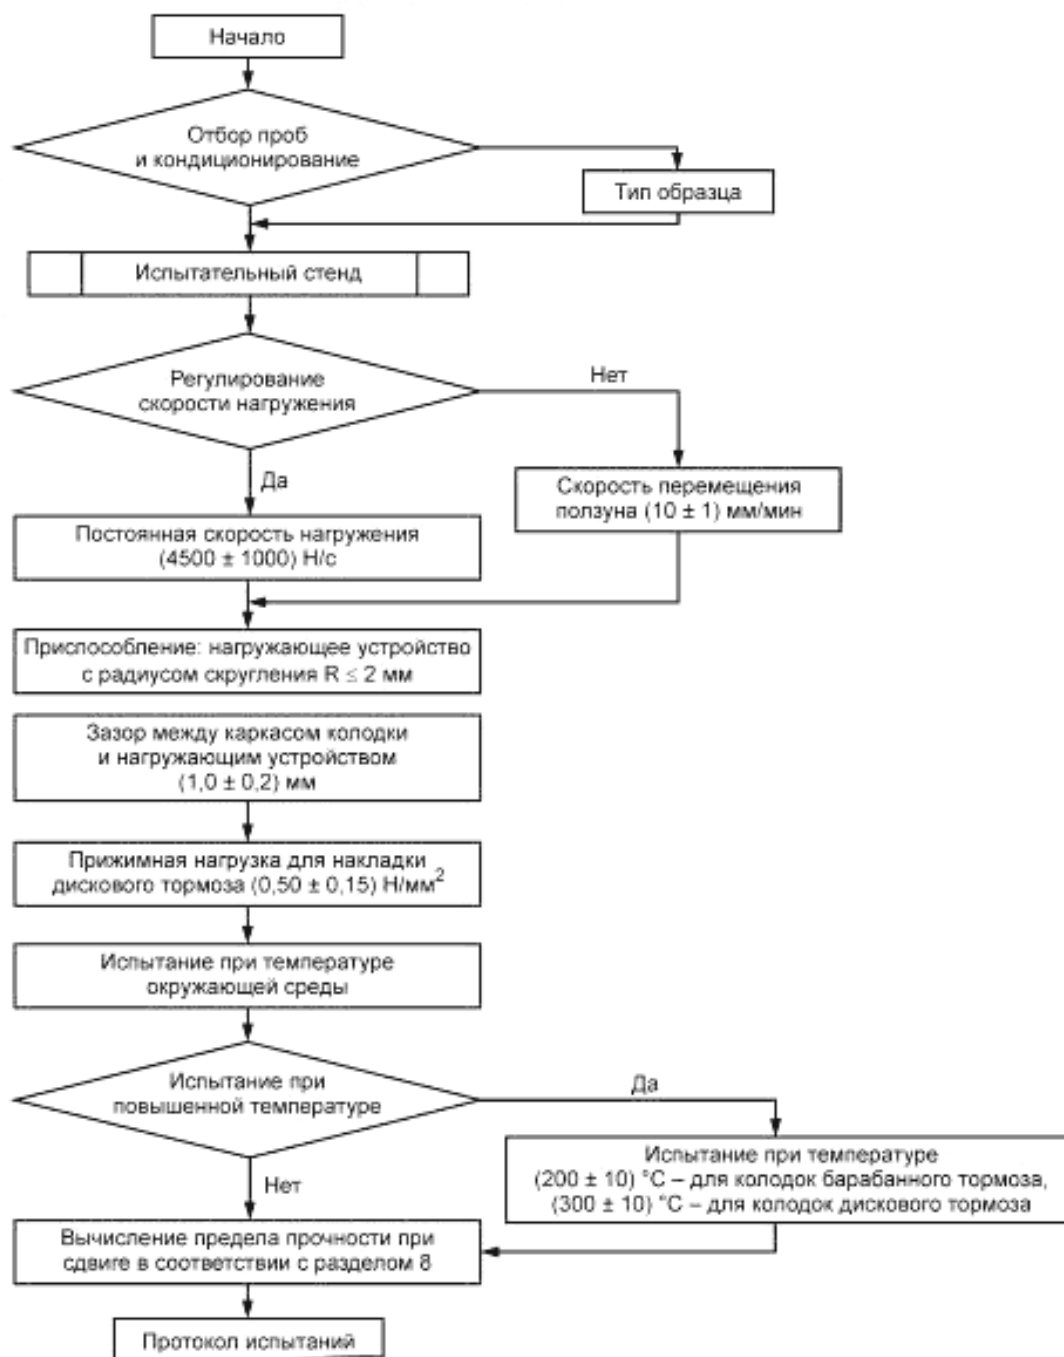 Начало
Отбор проб
и кондиционирование
Тип образца
Испытательный стенд
Регулирование
скорости нагружения
Нет
Да
Скорость перемещения
ползуна (10 ± 1) мм/мин
Постоянная скорость нагружения
(4500 ± 1000) Н/с
Приспособление: нагружающее устройство
с радиусом скругления R ≤ 2 мм
Зазор между каркасом колодки
и нагружающим устройством
(1,0 ± 0,2) мм
Прижимная нагрузка для накладки
дискового тормоза (0,50 ± 0,15) Н/мм²
Испытание при температуре
окружающей среды
Испытание при
повышенной температуре
Да
Испытание при температуре
(200 ± 10) °С – для колодок барабанного тормоза,
(300 ± 10) °С – для колодок дискового тормоза
Нет
Вычисление предела прочности при
сдвиге в соответствии с разделом 8
Протокол испытаний